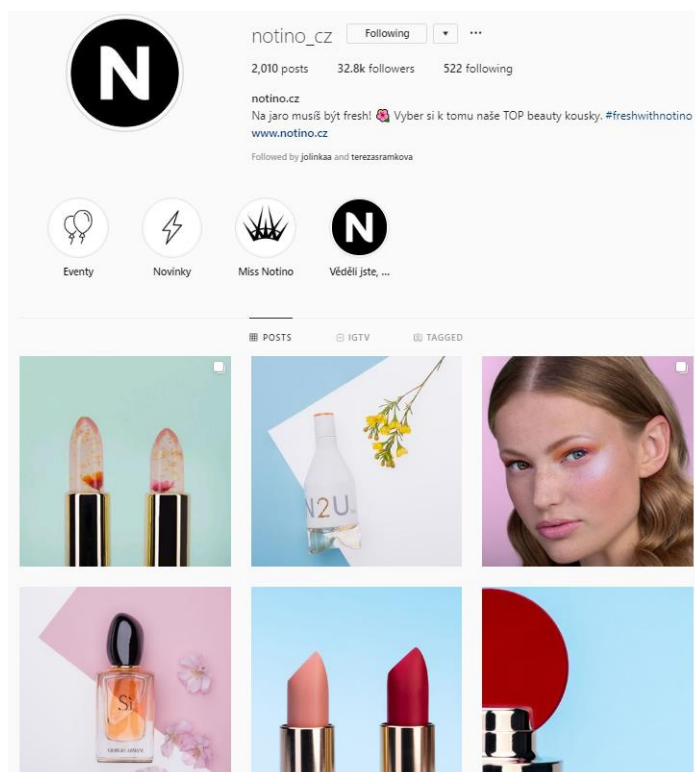 N
notino_cz Following
2,010 posts 32.8k followers 522 following
notino.cz
Na jaro musíš být fresh! 🌺 Vyber si k tomu naše TOP beauty kousky. #freshwithnotino
www.notino.cz
Followed by jolinkaa and terezasramkova
N
Eventy Novinky Miss Notino Věděli jste, ...
POSTS IGTV TAGGED
N2U
Sì
GIORGIO ARMANI